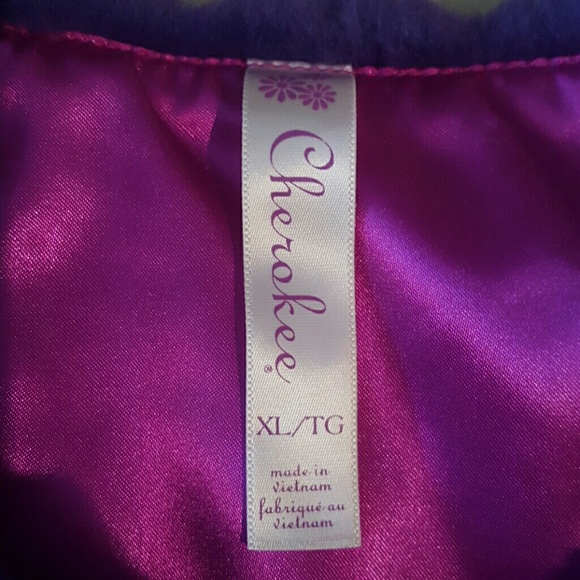 Cherokee®
XL/TG
made in
vietnam
fabriqué au
vietnam